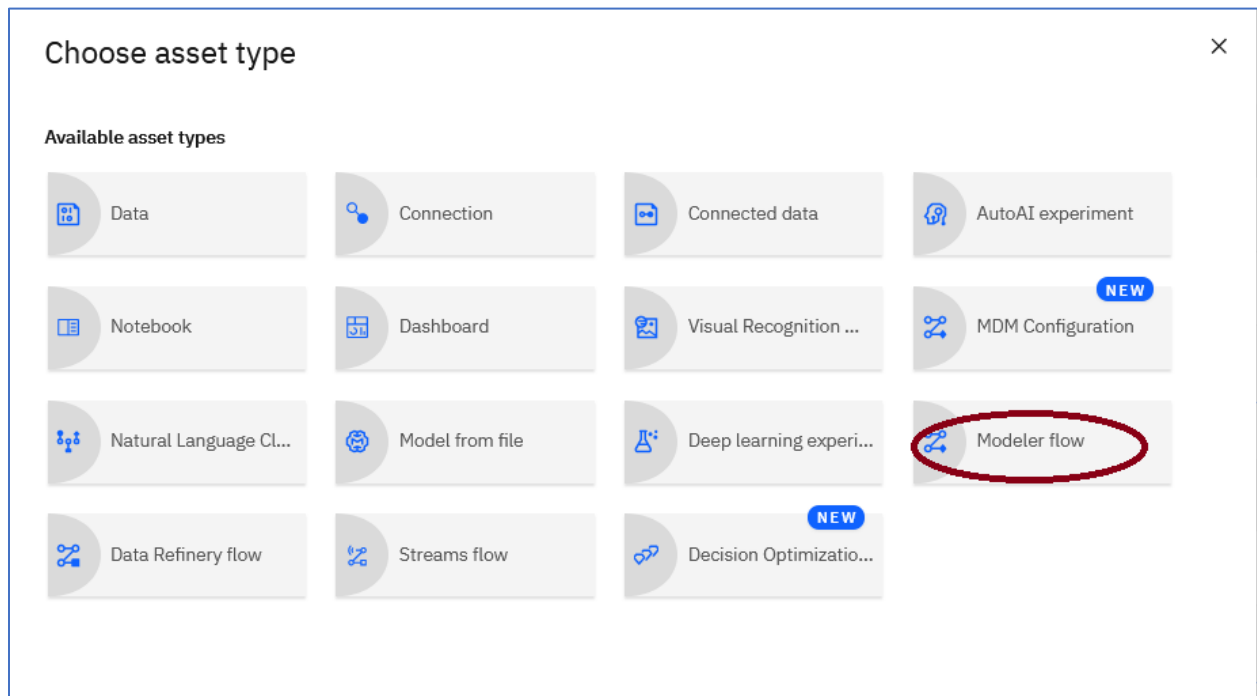 Choose asset type
Available asset types
Data
Connection
Connected data
AutoAI experiment
NEW
Notebook
Dashboard
Visual Recognition ...
MDM Configuration
Natural Language Cl...
Model from file
Deep learning experi...
Modeler flow
NEW
Data Refinery flow
Streams flow
Decision Optimizatio...